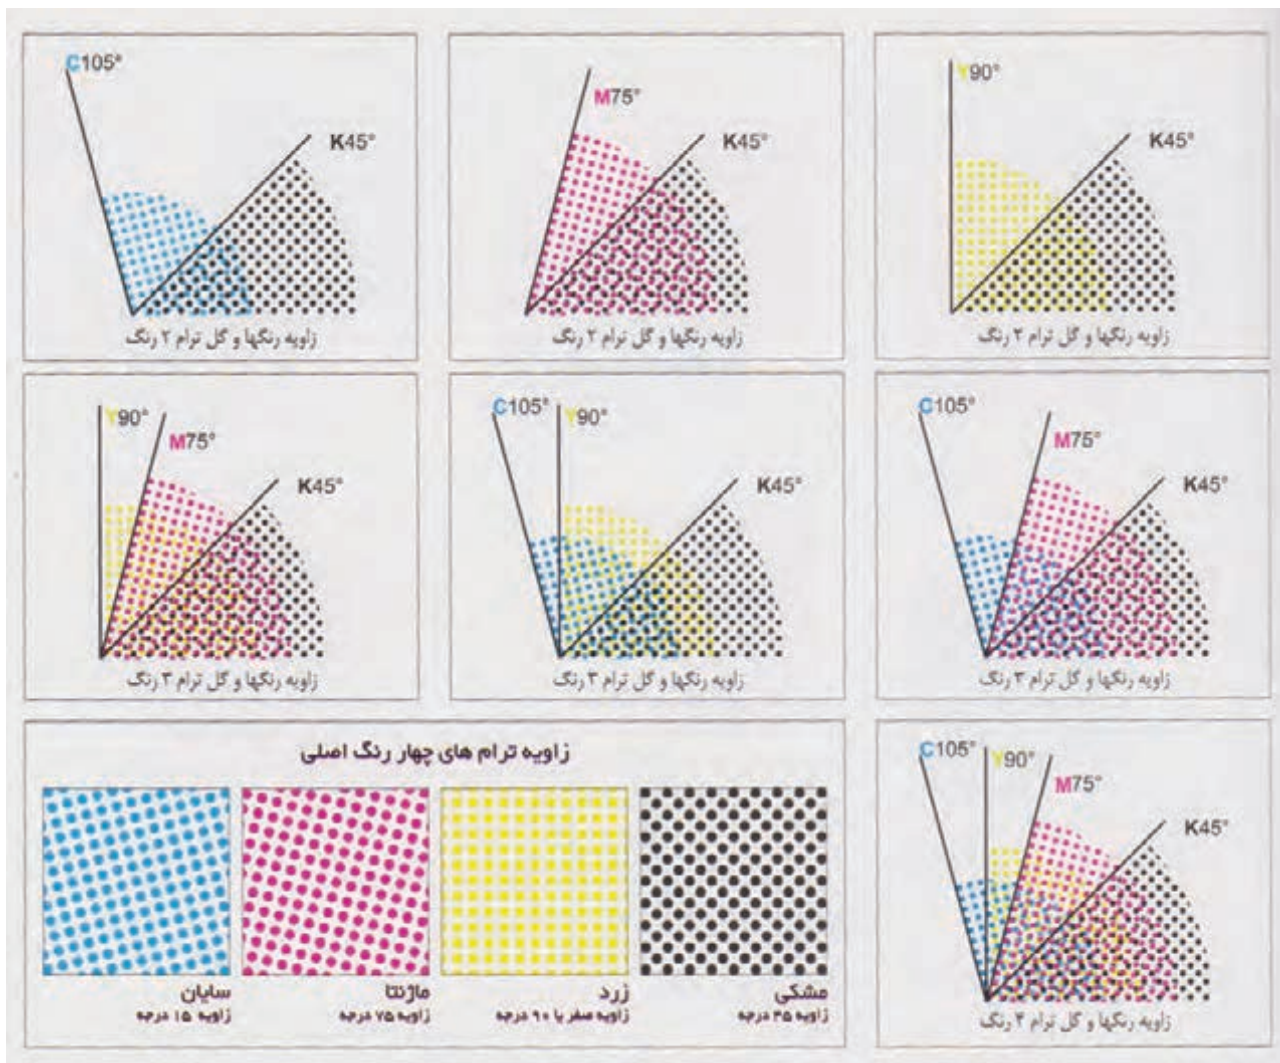 Y90°
K45°
زاویه رنگها و گل ترام ۲ رنگ
M75°
K45°
زاویه رنگها و گل ترام ۲ رنگ
C105°
K45°
زاویه رنگها و گل ترام ۲ رنگ
C105°
M75°
K45°
زاویه رنگها و گل ترام ۳ رنگ
C105° Y90°
K45°
زاویه رنگها و گل ترام ۳ رنگ
Y90°
M75°
K45°
زاویه رنگها و گل ترام ۳ رنگ
C105° Y90°
M75°
K45°
زاویه رنگها و گل ترام ۴ رنگ
زاویه ترام های چهار رنگ اصلی
مشکی
زاویه ۴۵ درجه
زرد
زاویه صفر یا ۹۰ درجه
ماژنتا
زاویه ۷۵ درجه
سایان
زاویه ۱۵ درجه